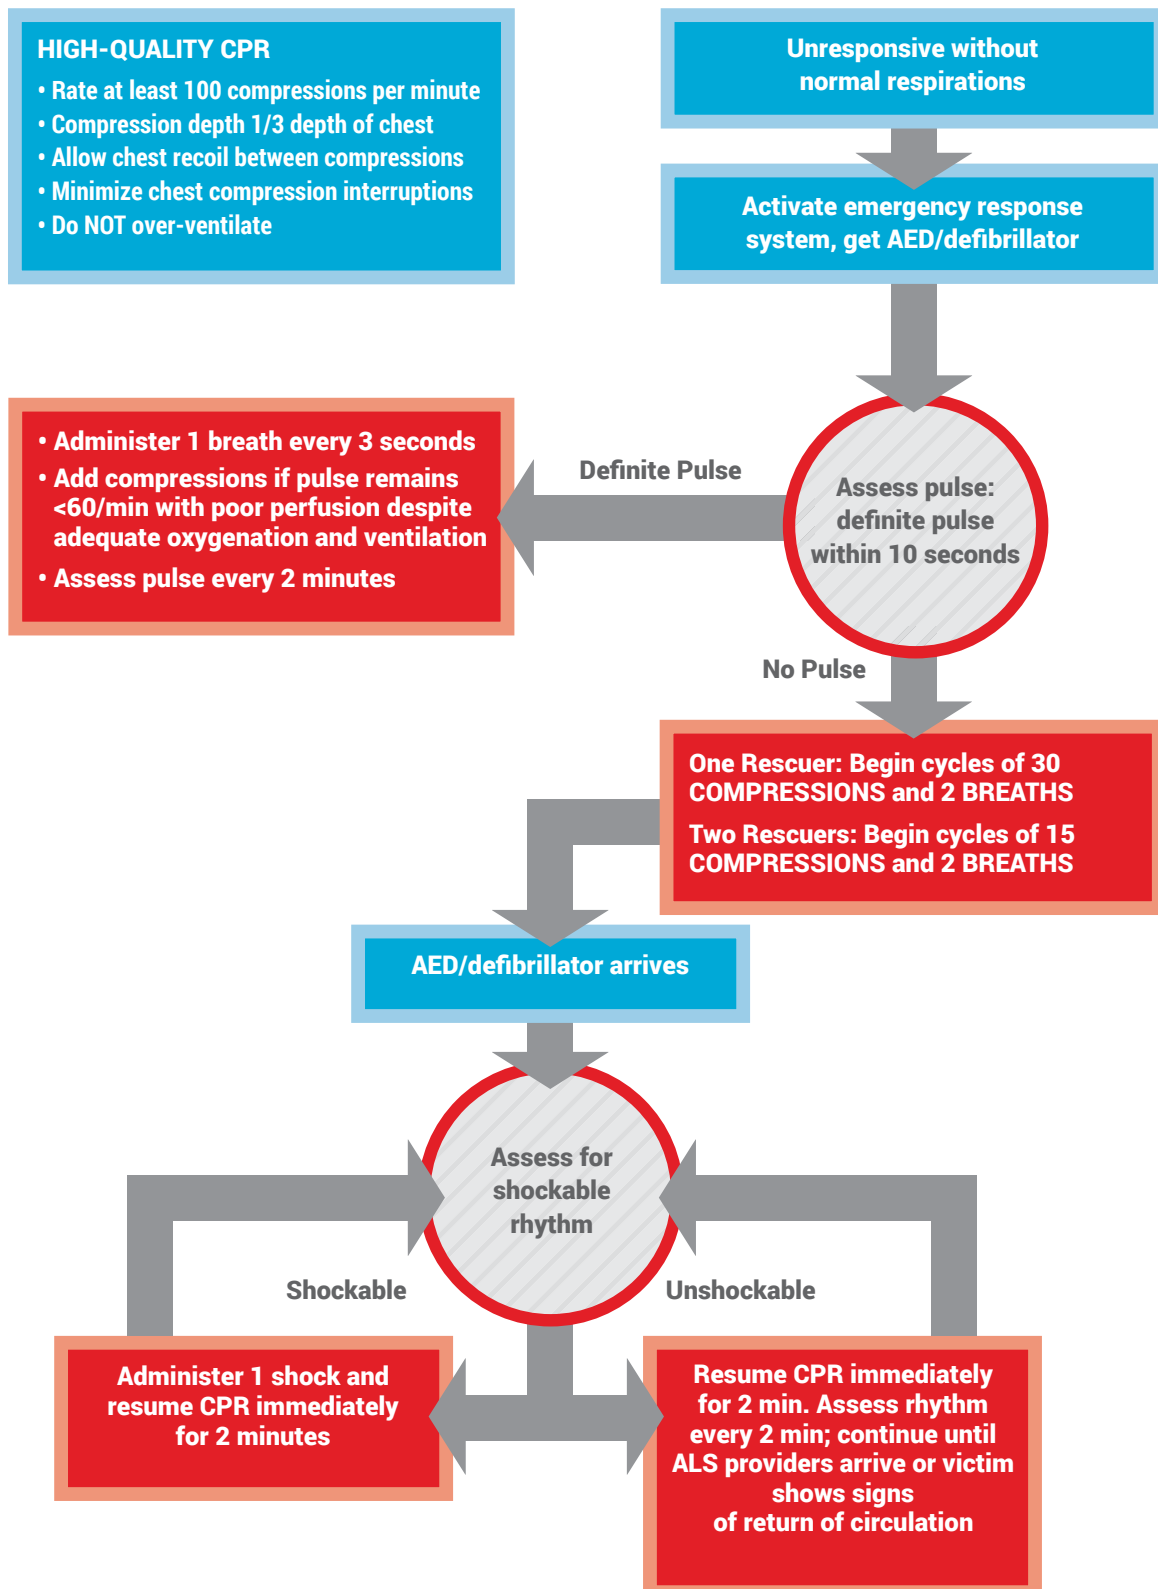 HIGH-QUALITY CPR
• Rate at least 100 compressions per minute
• Compression depth 1/3 depth of chest
• Allow chest recoil between compressions
• Minimize chest compression interruptions
• Do NOT over-ventilate
Unresponsive without
normal respirations
Activate emergency response
system, get AED/defibrillator
Assess pulse:
definite pulse
within 10 seconds
Definite Pulse
• Administer 1 breath every 3 seconds
• Add compressions if pulse remains
<60/min with poor perfusion despite
adequate oxygenation and ventilation
• Assess pulse every 2 minutes
No Pulse
One Rescuer: Begin cycles of 30
COMPRESSIONS and 2 BREATHS
Two Rescuers: Begin cycles of 15
COMPRESSIONS and 2 BREATHS
AED/defibrillator arrives
Assess for
shockable
rhythm
Shockable
Unshockable
Administer 1 shock and
resume CPR immediately
for 2 minutes
Resume CPR immediately
for 2 min. Assess rhythm
every 2 min; continue until
ALS providers arrive or victim
shows signs
of return of circulation